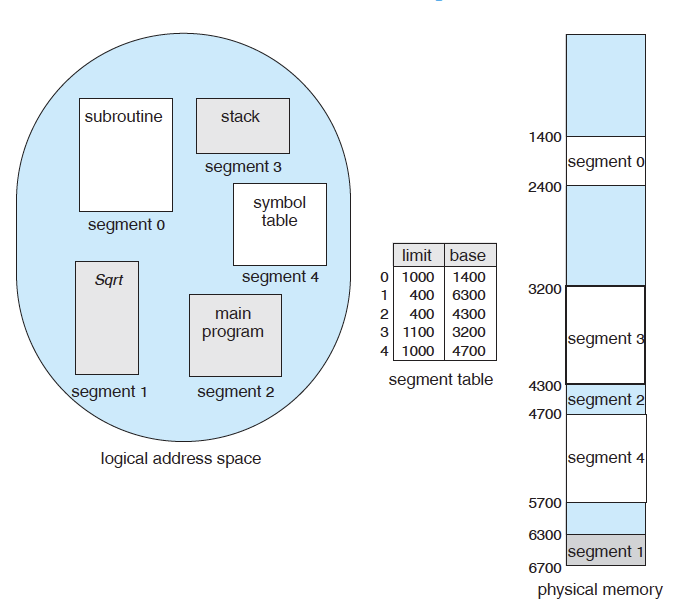 subroutine
stack
segment 3
symbol
table
segment 0
segment 4
Sqrt
main
program
segment 1
segment 2
logical address space
limit base
0 1000 1400
1 400 6300
2 400 4300
3 1100 3200
4 1000 4700
segment table
1400
segment 0
2400
3200
segment 3
4300
segment 2
4700
segment 4
5700
6300
segment 1
6700
physical memory